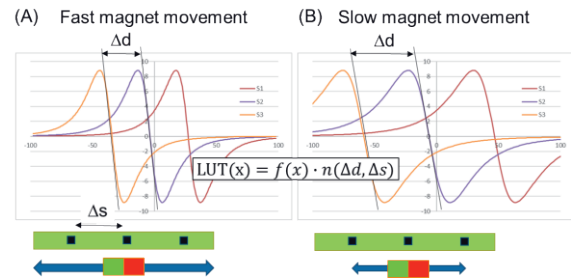 (A) Fast magnet movement
(B) Slow magnet movement
Δd
Δd
10
8
6
4
2
0
-2
-4
-6
-8
-10
-100
-50
0
50
S1
S2
S3
10
8
6
4
2
0
-2
-4
-6
-8
-10
-100
-50
0
50
100
S1
S2
S3
LUT(x) = f(x) · n(Δd, Δs)
Δs